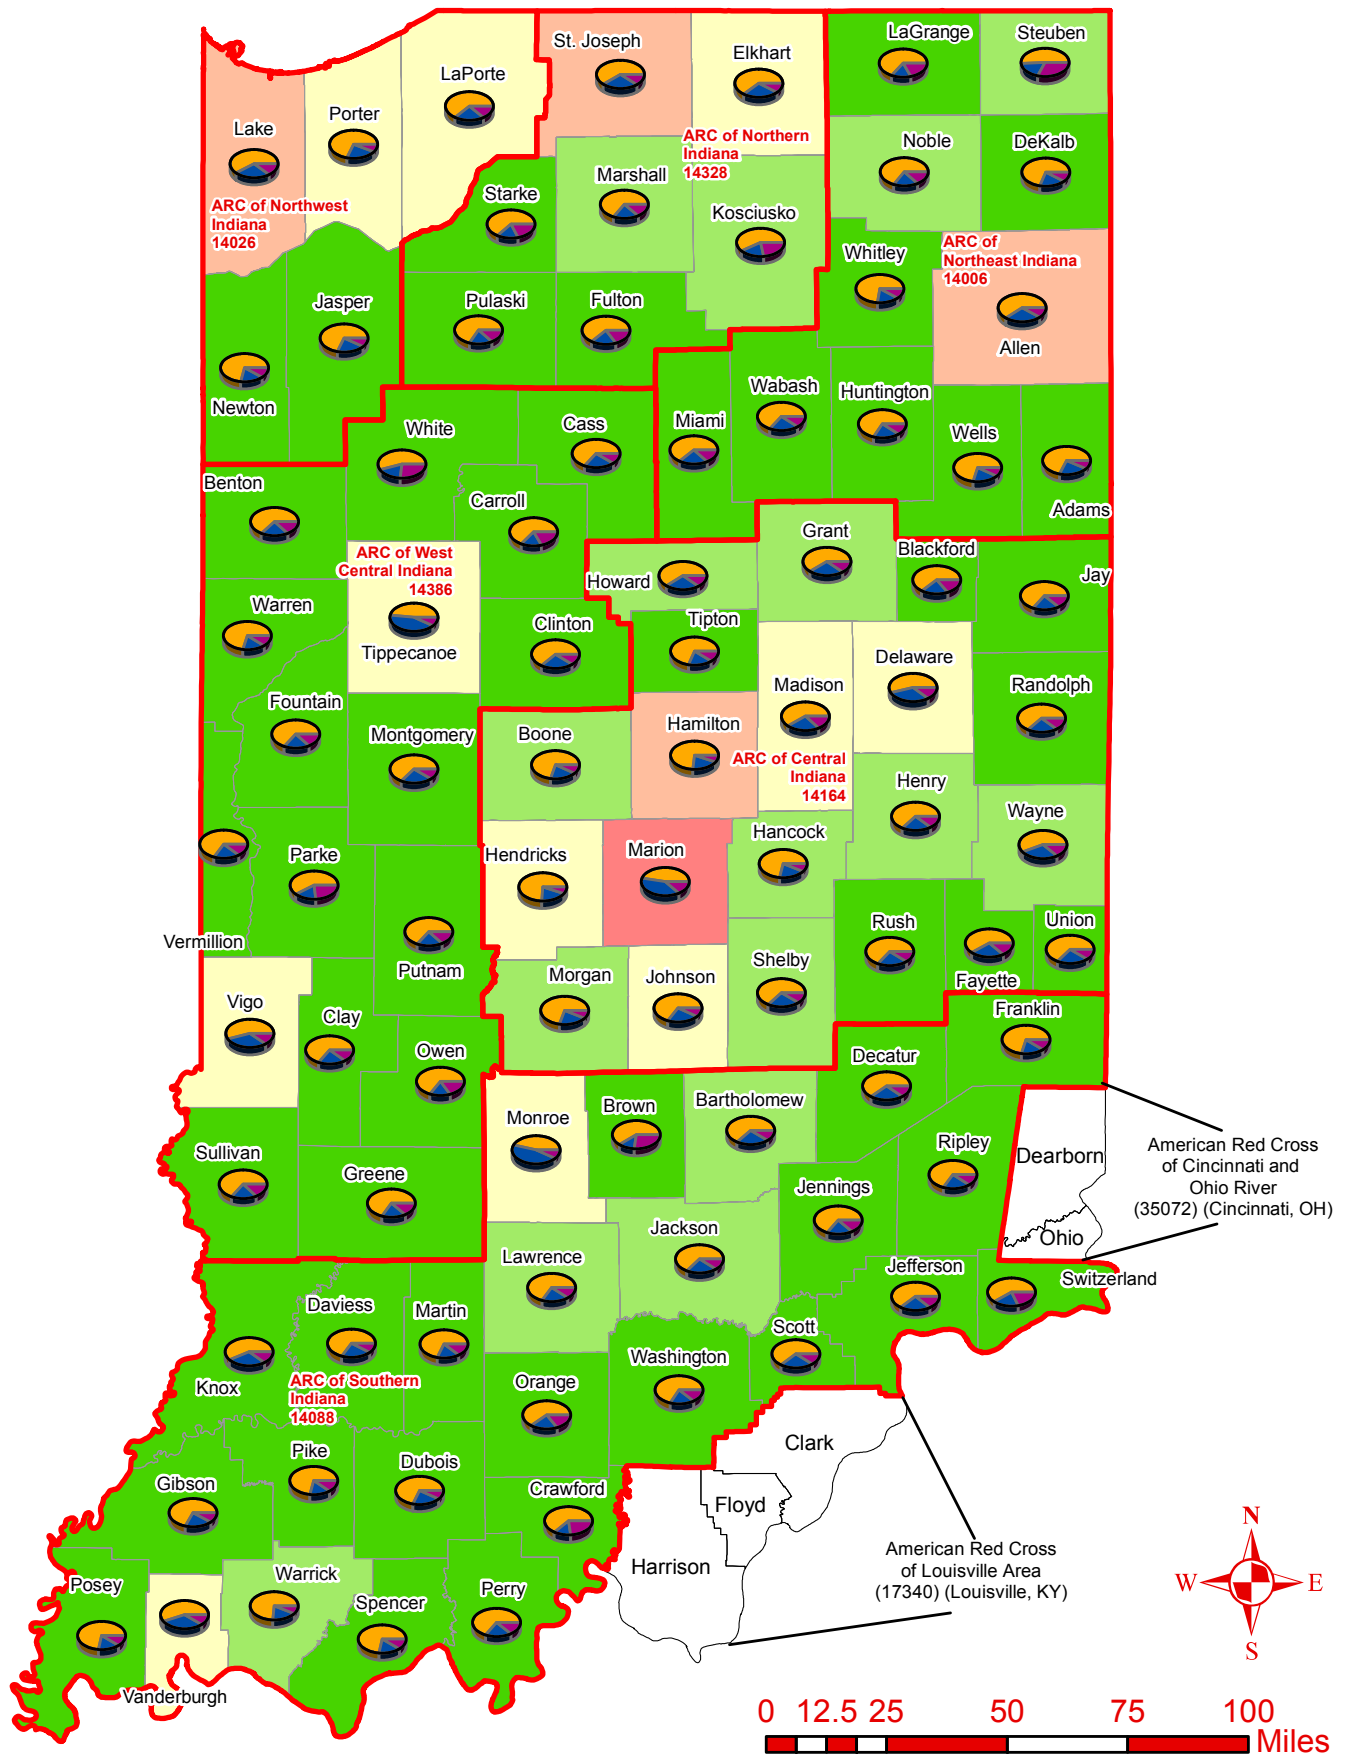 LaGrange
Steuben
St. Joseph
Elkhart
LaPorte
Porter
Lake
ARC of Northern
Indiana
14328
Noble
DeKalb
Marshall
Starke
Kosciusko
ARC of Northwest
Indiana
14026
Whitley
ARC of
Northeast Indiana
14006
Jasper
Pulaski
Fulton
Allen
Newton
Wabash
Huntington
White
Cass
Miami
Wells
Benton
Carroll
Adams
Grant
Blackford
ARC of West
Central Indiana
14386
Howard
Jay
Warren
Clinton
Tipton
Tippecanoe
Delaware
Madison
Randolph
Fountain
Montgomery
Boone
Hamilton
ARC of Central
Indiana
14164
Henry
Wayne
Hancock
Parke
Hendricks
Marion
Rush
Union
Vermillion
Putnam
Morgan
Johnson
Shelby
Fayette
Vigo
Clay
Franklin
Owen
Decatur
Monroe
Brown
Bartholomew
Ripley
Dearborn
American Red Cross
of Cincinnati and
Ohio River
(35072) (Cincinnati, OH)
Sullivan
Greene
Jennings
Jackson
Ohio
Lawrence
Jefferson
Switzerland
Daviess
Martin
Scott
Washington
Knox
ARC of Southern
Indiana
14088
Orange
Clark
Pike
Dubois
Gibson
Crawford
Floyd
American Red Cross
of Louisville Area
(17340) (Louisville, KY)
Harrison
Posey
Warrick
Spencer
Perry
Vanderburgh
N
W
E
S
0 12.5 25 50 75 100
Miles